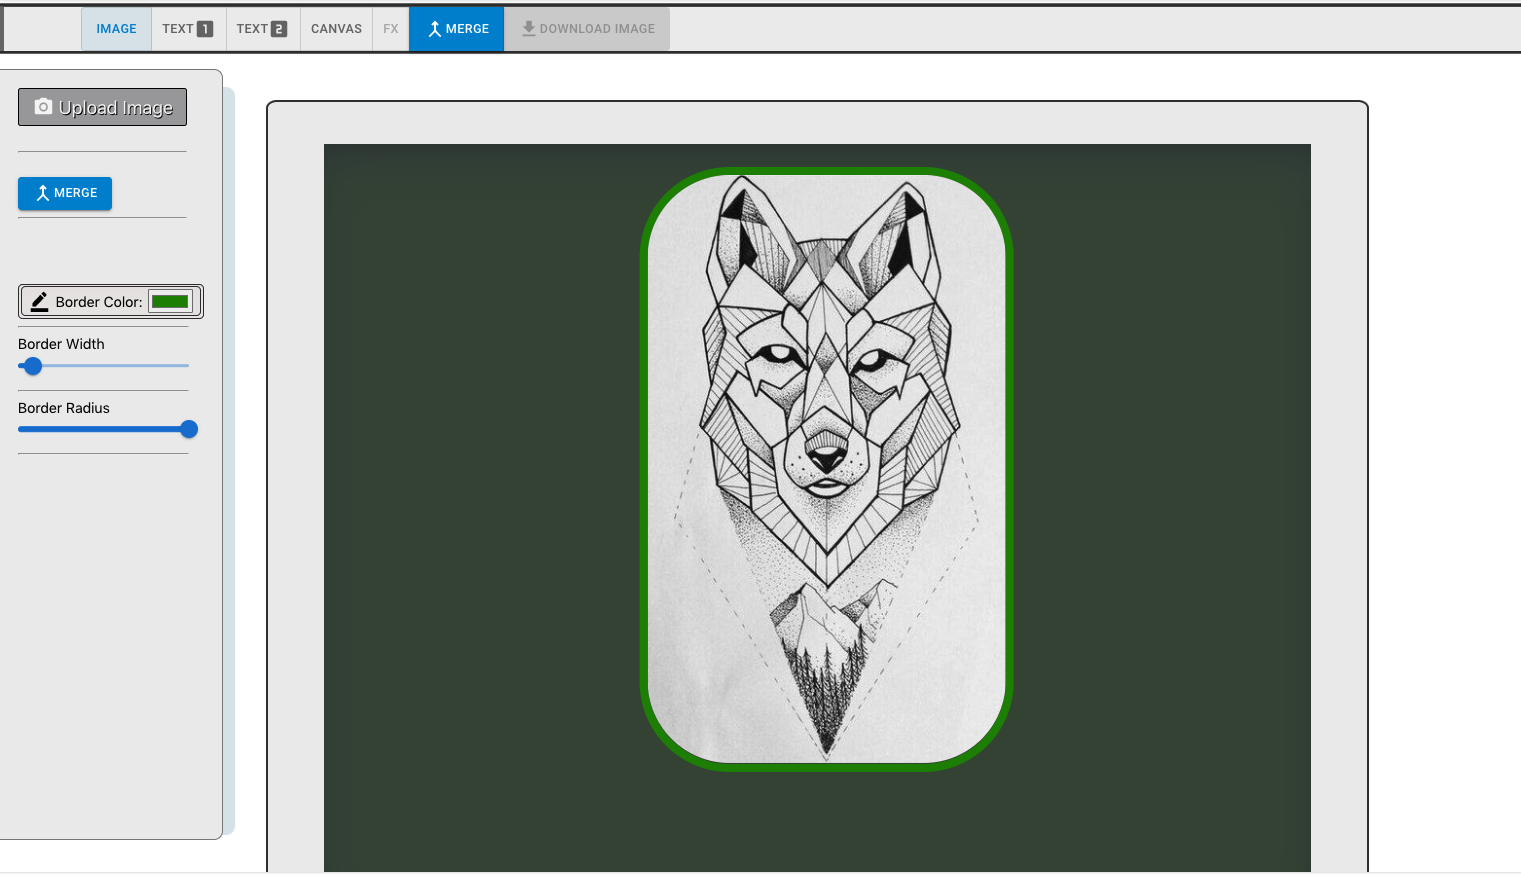 IMAGE
TEXT 1
TEXT 2
CANVAS
FX
MERGE
DOWNLOAD IMAGE
Upload Image
MERGE
Border Color:
Border Width
Border Radius